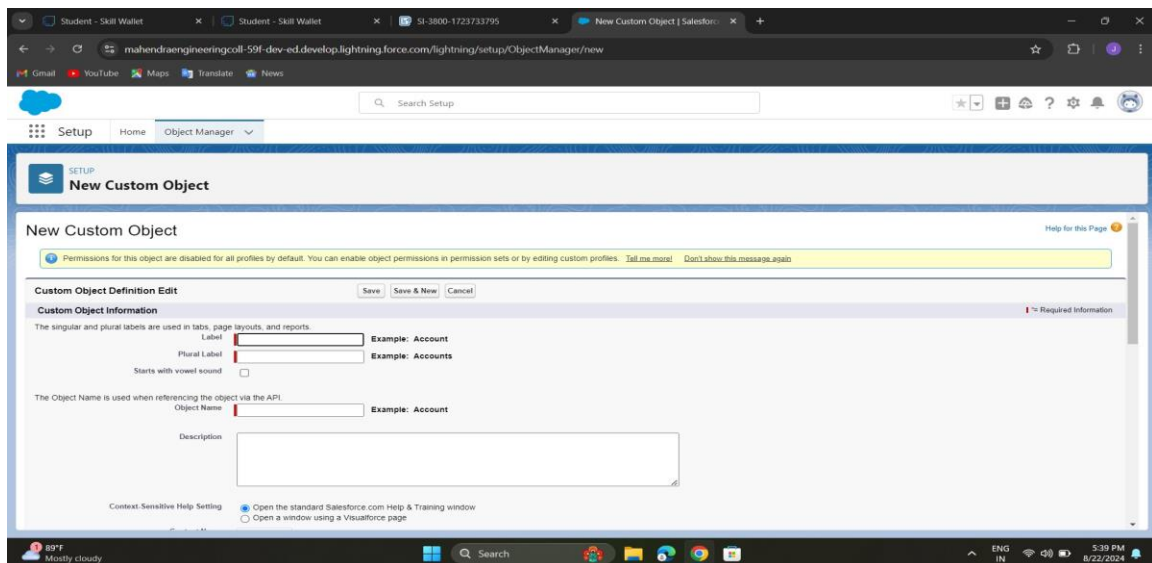 Student - Skill Wallet
Student - Skill Wallet
SI-3800-1723733795
New Custom Object | Salesforc
mahendraengineeringcoll-59f-dev-ed.develop.lightning.force.com/lightning/setup/ObjectManager/new
J
Gmail YouTube Maps Translate News
Search Setup
Setup Home Object Manager
SETUP
New Custom Object
New Custom Object
Help for this Page
Permissions for this object are disabled for all profiles by default. You can enable object permissions in permission sets or by editing custom profiles. Tell me more! Don't show this message again
Custom Object Definition Edit Save Save & New Cancel
Custom Object Information = Required Information
The singular and plural labels are used in tabs, page layouts, and reports.
Label Example: Account
Plural Label Example: Accounts
Starts with vowel sound
The Object Name is used when referencing the object via the API.
Object Name Example: Account
Description
Context-Sensitive Help Setting Open the standard Salesforce.com Help & Training window
Open a window using a Visualforce page
1 89°F Search ENG 5:39 PM
Mostly cloudy IN 8/22/2024